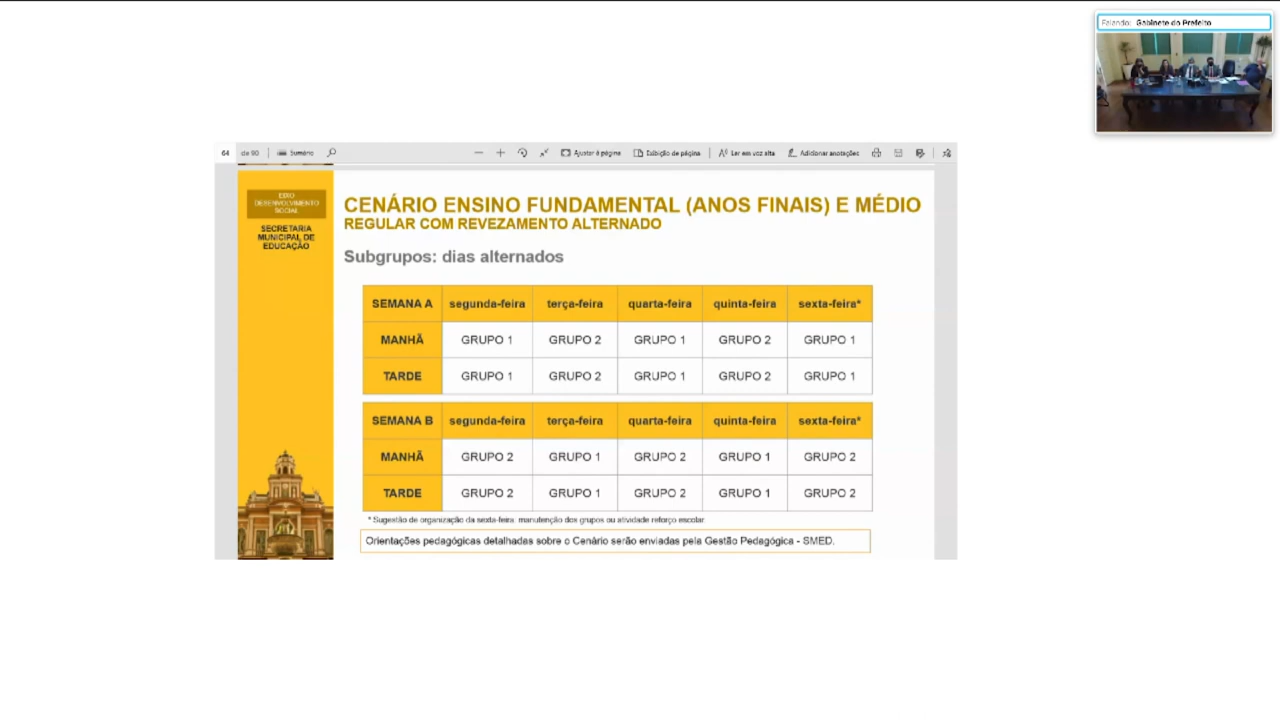 Falando: Gabinete do Prefeito
64 de 90 Sumário Ajustar à página Exibição de página Ler em voz alta Adicionar anotações
EIXO
DESENVOLVIMENTO
SOCIAL
SECRETARIA
MUNICIPAL DE
EDUCAÇÃO
CENÁRIO ENSINO FUNDAMENTAL (ANOS FINAIS) E MÉDIO
REGULAR COM REVEZAMENTO ALTERNADO
Subgrupos: dias alternados
SEMANA A segunda-feira terça-feira quarta-feira quinta-feira sexta-feira*
MANHÃ GRUPO 1 GRUPO 2 GRUPO 1 GRUPO 2 GRUPO 1
TARDE GRUPO 1 GRUPO 2 GRUPO 1 GRUPO 2 GRUPO 1
SEMANA B segunda-feira terça-feira quarta-feira quinta-feira sexta-feira*
MANHÃ GRUPO 2 GRUPO 1 GRUPO 2 GRUPO 1 GRUPO 2
TARDE GRUPO 2 GRUPO 1 GRUPO 2 GRUPO 1 GRUPO 2
* Sugestão de organização da sexta-feira: manutenção dos grupos ou atividade reforço escolar.
Orientações pedagógicas detalhadas sobre o Cenário serão enviadas pela Gestão Pedagógica - SMED.